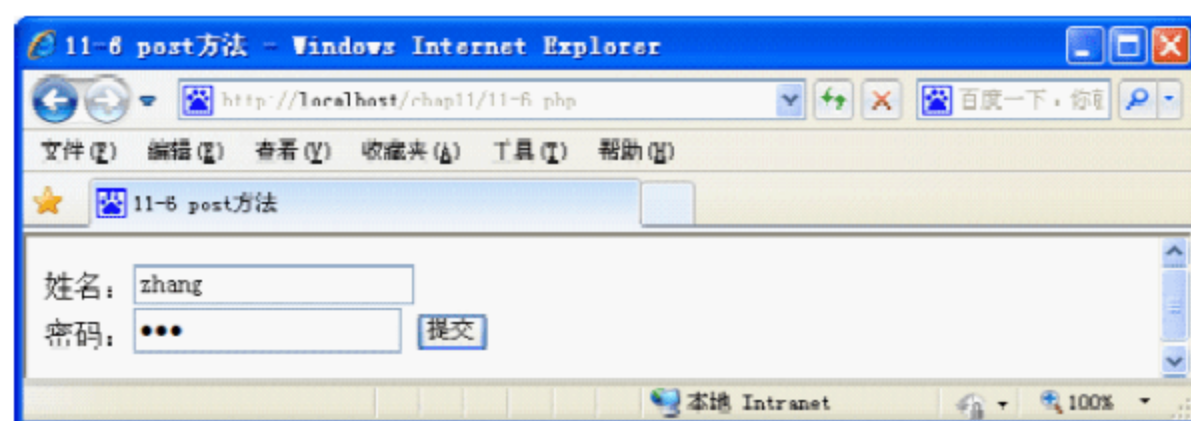 11-6 post方法 - Windows Internet Explorer
http://localhost/chap11/11-6.php
百度一下，你
文件(F) 编辑(E) 查看(V) 收藏夹(A) 工具(T) 帮助(H)
11-6 post方法
姓名：zhang
密码：●●● 提交
本地 Intranet 100%